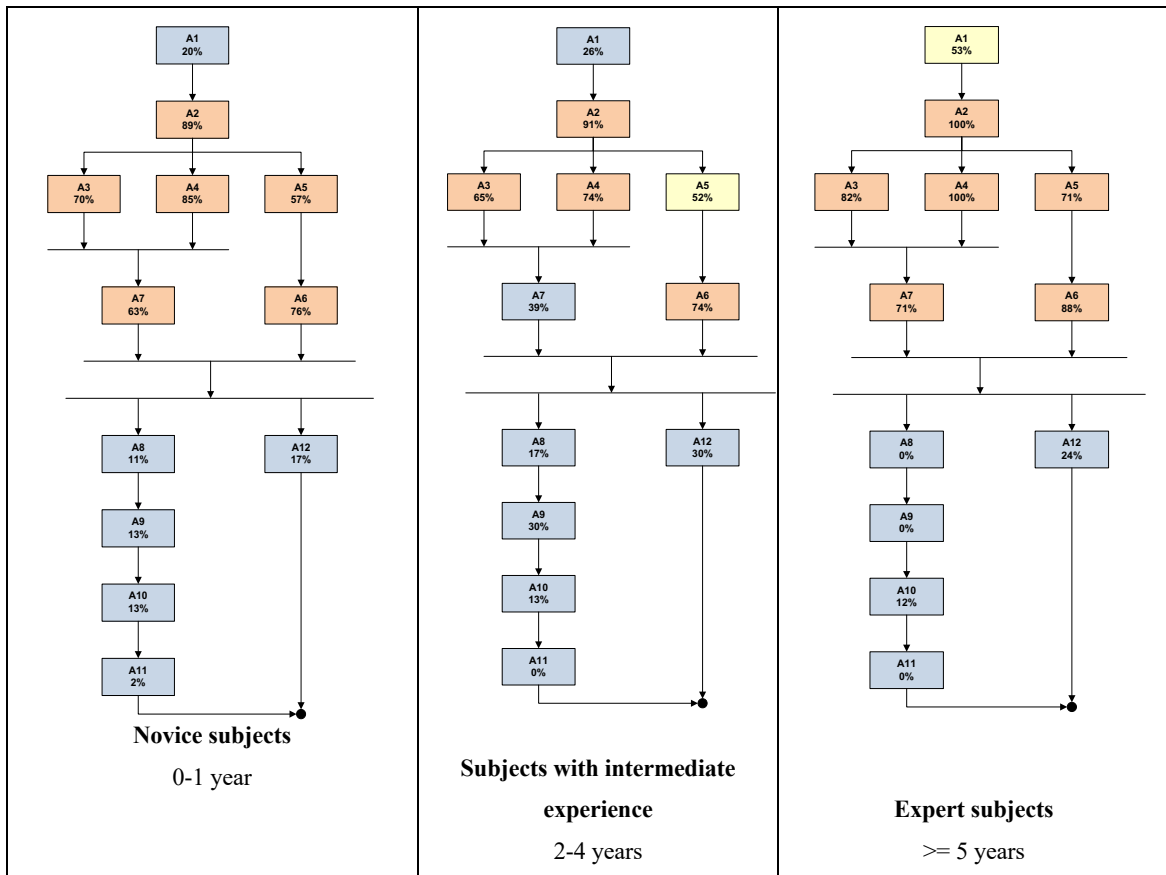 A1
20%
A2
89%
A3
70%
A4
85%
A5
57%
A7
63%
A6
76%
A8
11%
A12
17%
A9
13%
A10
13%
A11
2%
Novice subjects
0-1 year
A1
26%
A2
91%
A3
65%
A4
74%
A5
52%
A7
39%
A6
74%
A8
17%
A12
30%
A9
30%
A10
13%
A11
0%
Subjects with intermediate
experience
2-4 years
A1
53%
A2
100%
A3
82%
A4
100%
A5
71%
A7
71%
A6
88%
A8
0%
A12
24%
A9
0%
A10
12%
A11
0%
Expert subjects
>= 5 years